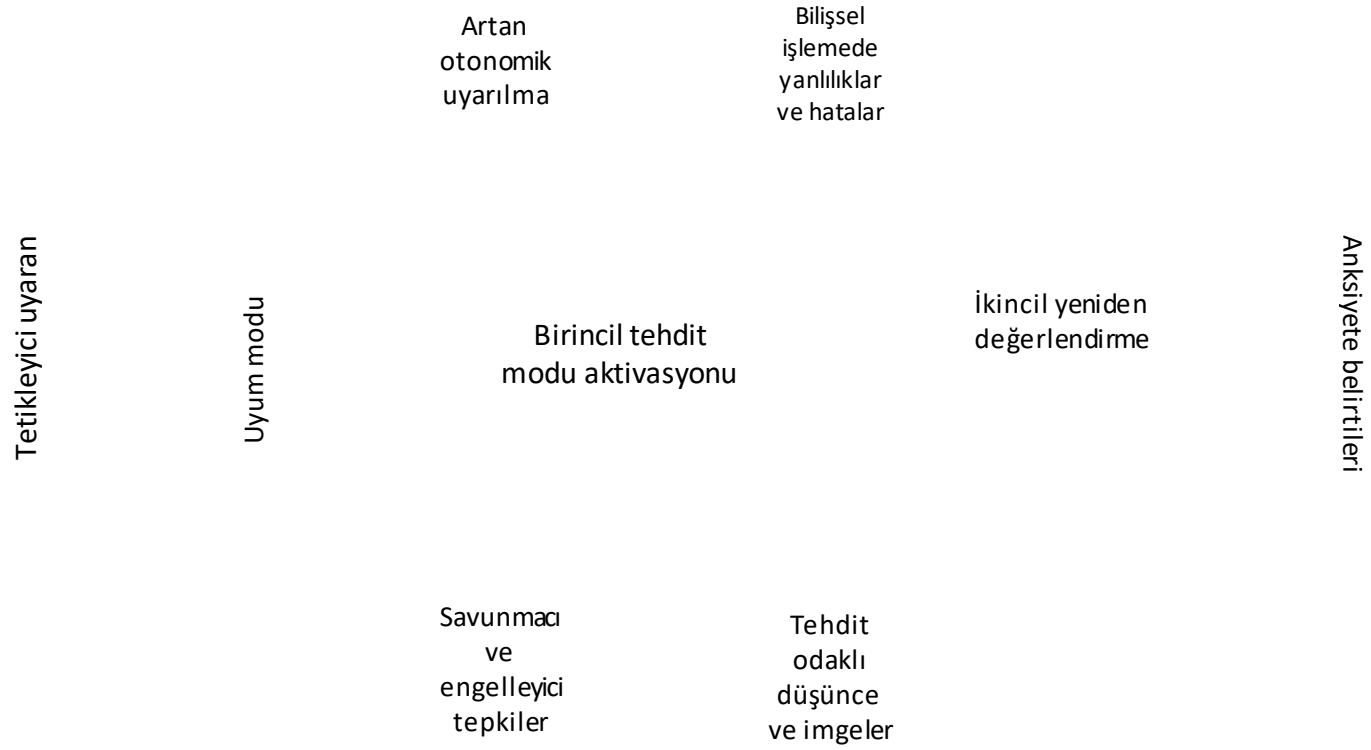 Artan
otonomik
uyarılma
Bilişsel
işlemede
yanlılıklar
ve hatalar
Tetikleyici uyaran
Uyum modu
Birincil tehdit
modu aktivasyonu
İkincil yeniden
değerlendirme
Anksiyete belirtileri
Savunmacı
ve
engelleyici
tepkiler
Tehdit
odaklı
düşünce
ve imgeler